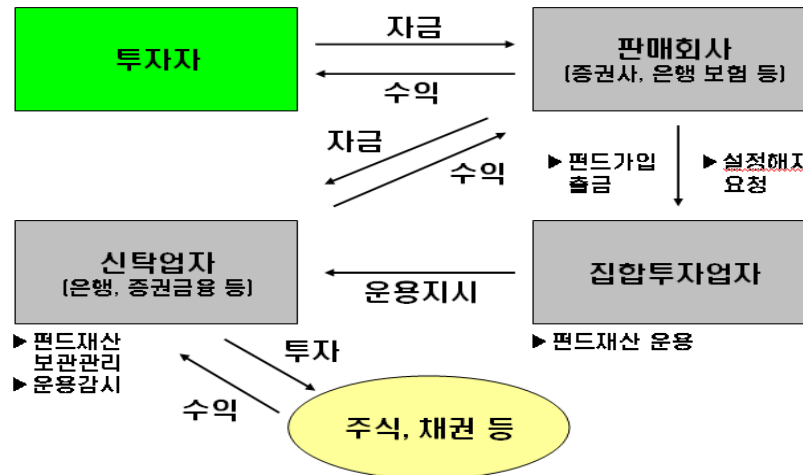 자금
투자자
판매회사
(증권사, 은행 보험 등)
수익
자금
수익
▶ 펀드가입
출금
▶ 설정해지
요청
신탁업자
(은행, 증권금융 등)
집합투자업자
운용지시
▶ 펀드재산
보관관리
▶ 운용감시
투자
▶ 펀드재산 운용
수익
주식, 채권 등